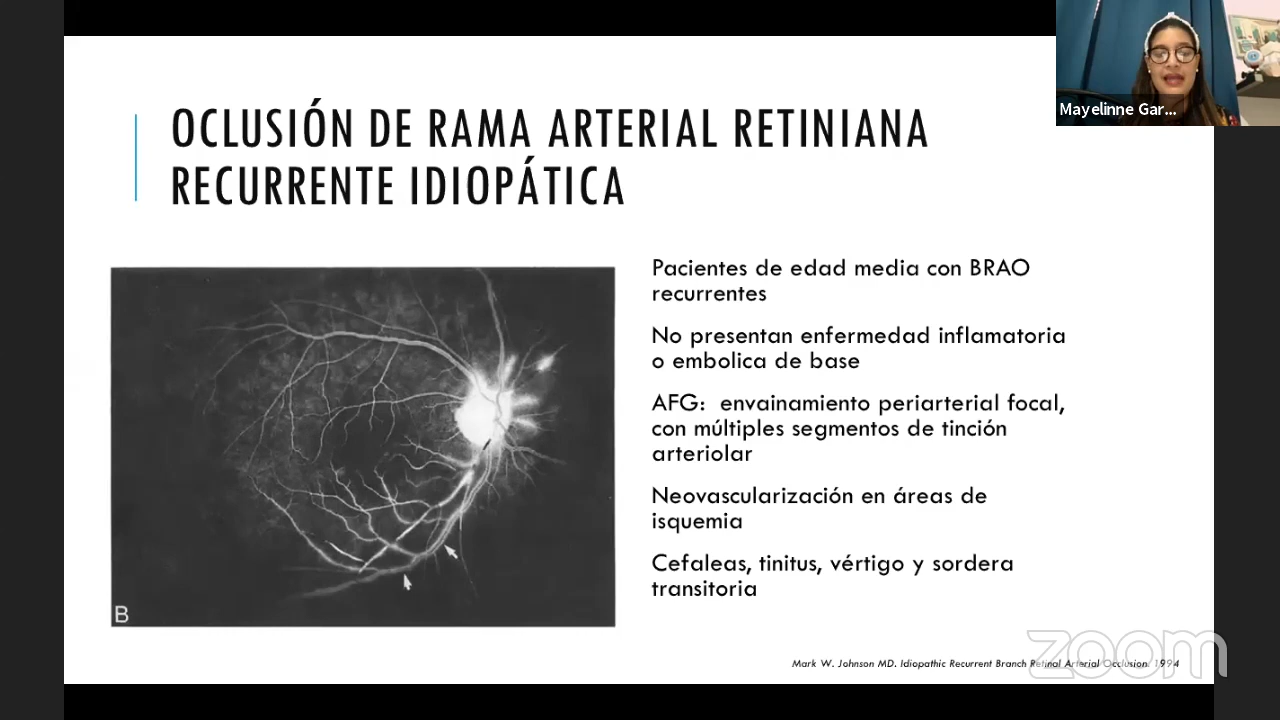 Mayelinne Gar...
OCLUSIÓN DE RAMA ARTERIAL RETINIANA
RECURRENTE IDIOPÁTICA
Pacientes de edad media con BRAO
recurrentes
No presentan enfermedad inflamatoria
o embolica de base
AFG: envainamiento periarterial focal,
con múltiples segmentos de tinción
arteriolar
Neovascularización en áreas de
isquemia
Cefaleas, tinitus, vértigo y sordera
transitoria
B
Mark W. Johnson MD. Idiopathic Recurrent Branch Retinal Arterial Occlusion. 1994
zoom